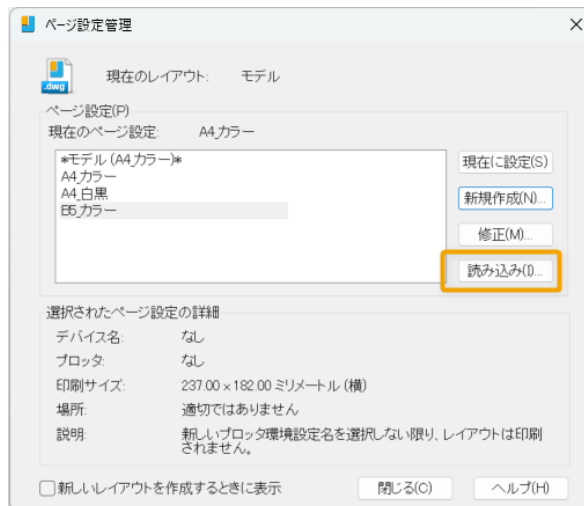 ページ設定管理
.dwg
現在のレイアウト: モデル
ページ設定(P)
現在のページ設定: A4_カラー
*モデル (A4_カラー)*
A4_カラー
A4_白黒
B5_カラー
現在に設定(S)
新規作成(N)...
修正(M)...
読み込み(I)...
選択されたページ設定の詳細
デバイス名: なし
プロッタ: なし
印刷サイズ: 237.00 x 182.00 ミリメートル (横)
場所: 適切ではありません
説明: 新しいプロッタ環境設定名を選択しない限り、レイアウトは印刷
されません。
新しいレイアウトを作成するときに表示
閉じる(C)
ヘルプ(H)